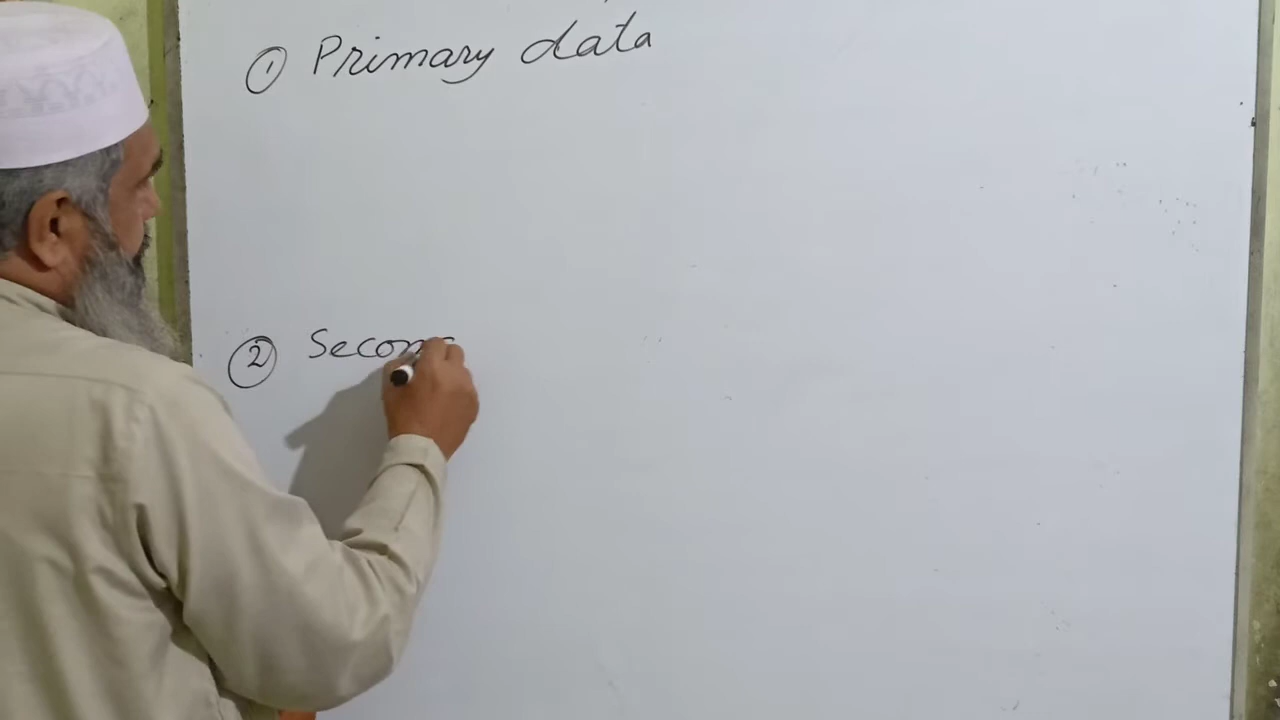 ① Primary data
② Secon